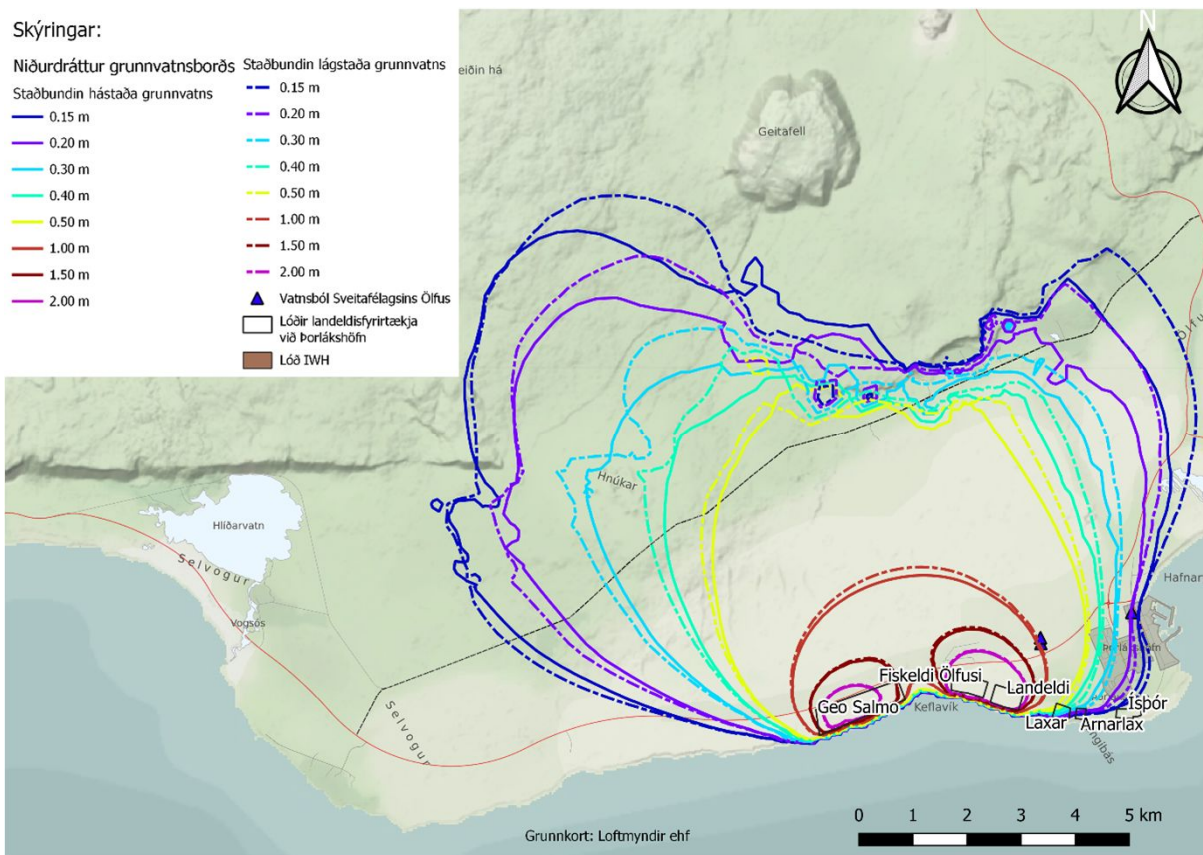 Skýringar:
Niðurdráttur grunnvatnsborðs
Staðbundin hástaða grunnvatns
0.15 m
0.20 m
0.30 m
0.40 m
0.50 m
1.00 m
1.50 m
2.00 m
Staðbundin lágstaða grunnvatns
0.15 m
0.20 m
0.30 m
0.40 m
0.50 m
1.00 m
1.50 m
2.00 m
Vatnsból Sveitafélagsins Ölfus
Lóðir landeldisfyrirtækja
við Þorlákshöfn
Lóð IWH
N
eiðin há
Geitafell
Hnúkar
Hlíðarvatn
Selvogur
Vogsós
Selvogur
Ölfu
Hafnar
Fiskeldi Ölfusi
Geo Salmo
Landeldi
Keflavík
Laxar
Arnarlax
Ísþór
0 1 2 3 4 5 km
Grunnkort: Loftmyndir ehf